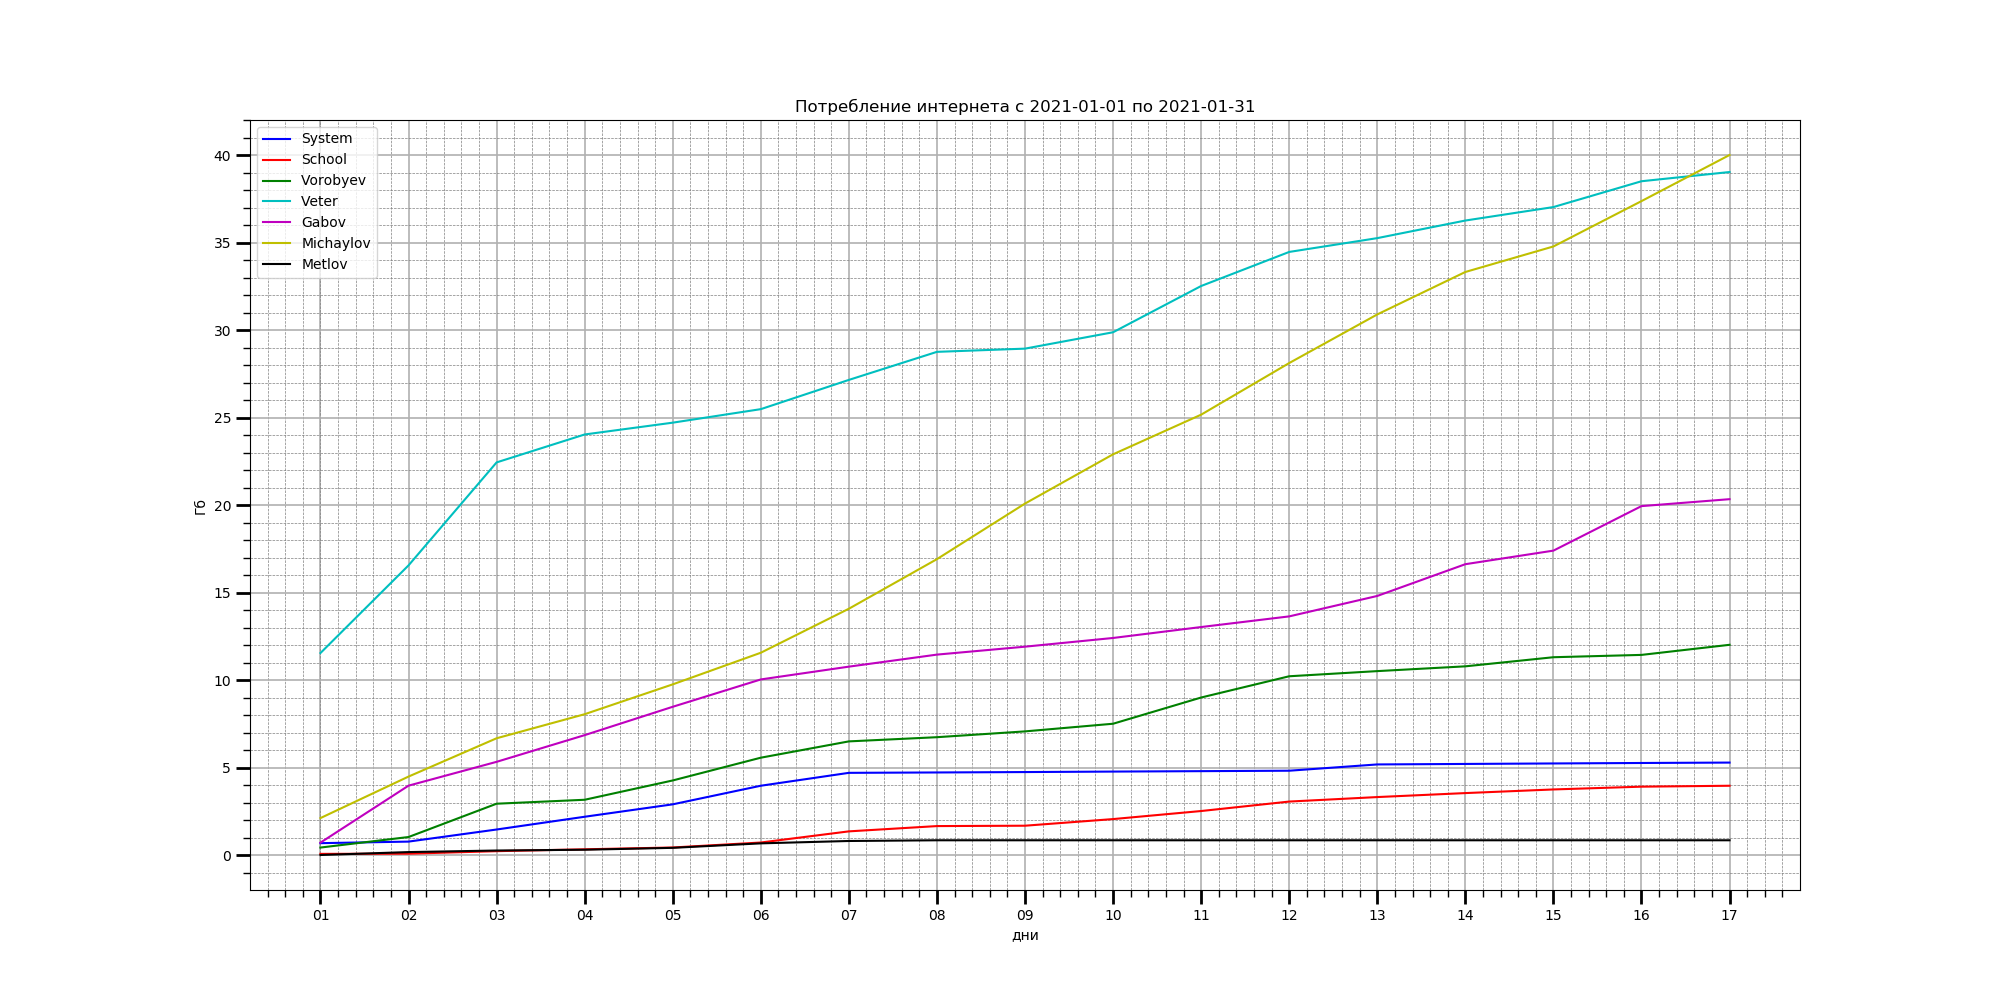 Потребление интернета с 2021-01-01 по 2021-01-31
System
School
Vorobyev
Veter
Gabov
Michaylov
Metlov
40
35
30
25
20
15
10
5
0
Гб
01 02 03 04 05 06 07 08 09 10 11 12 13 14 15 16 17
дни